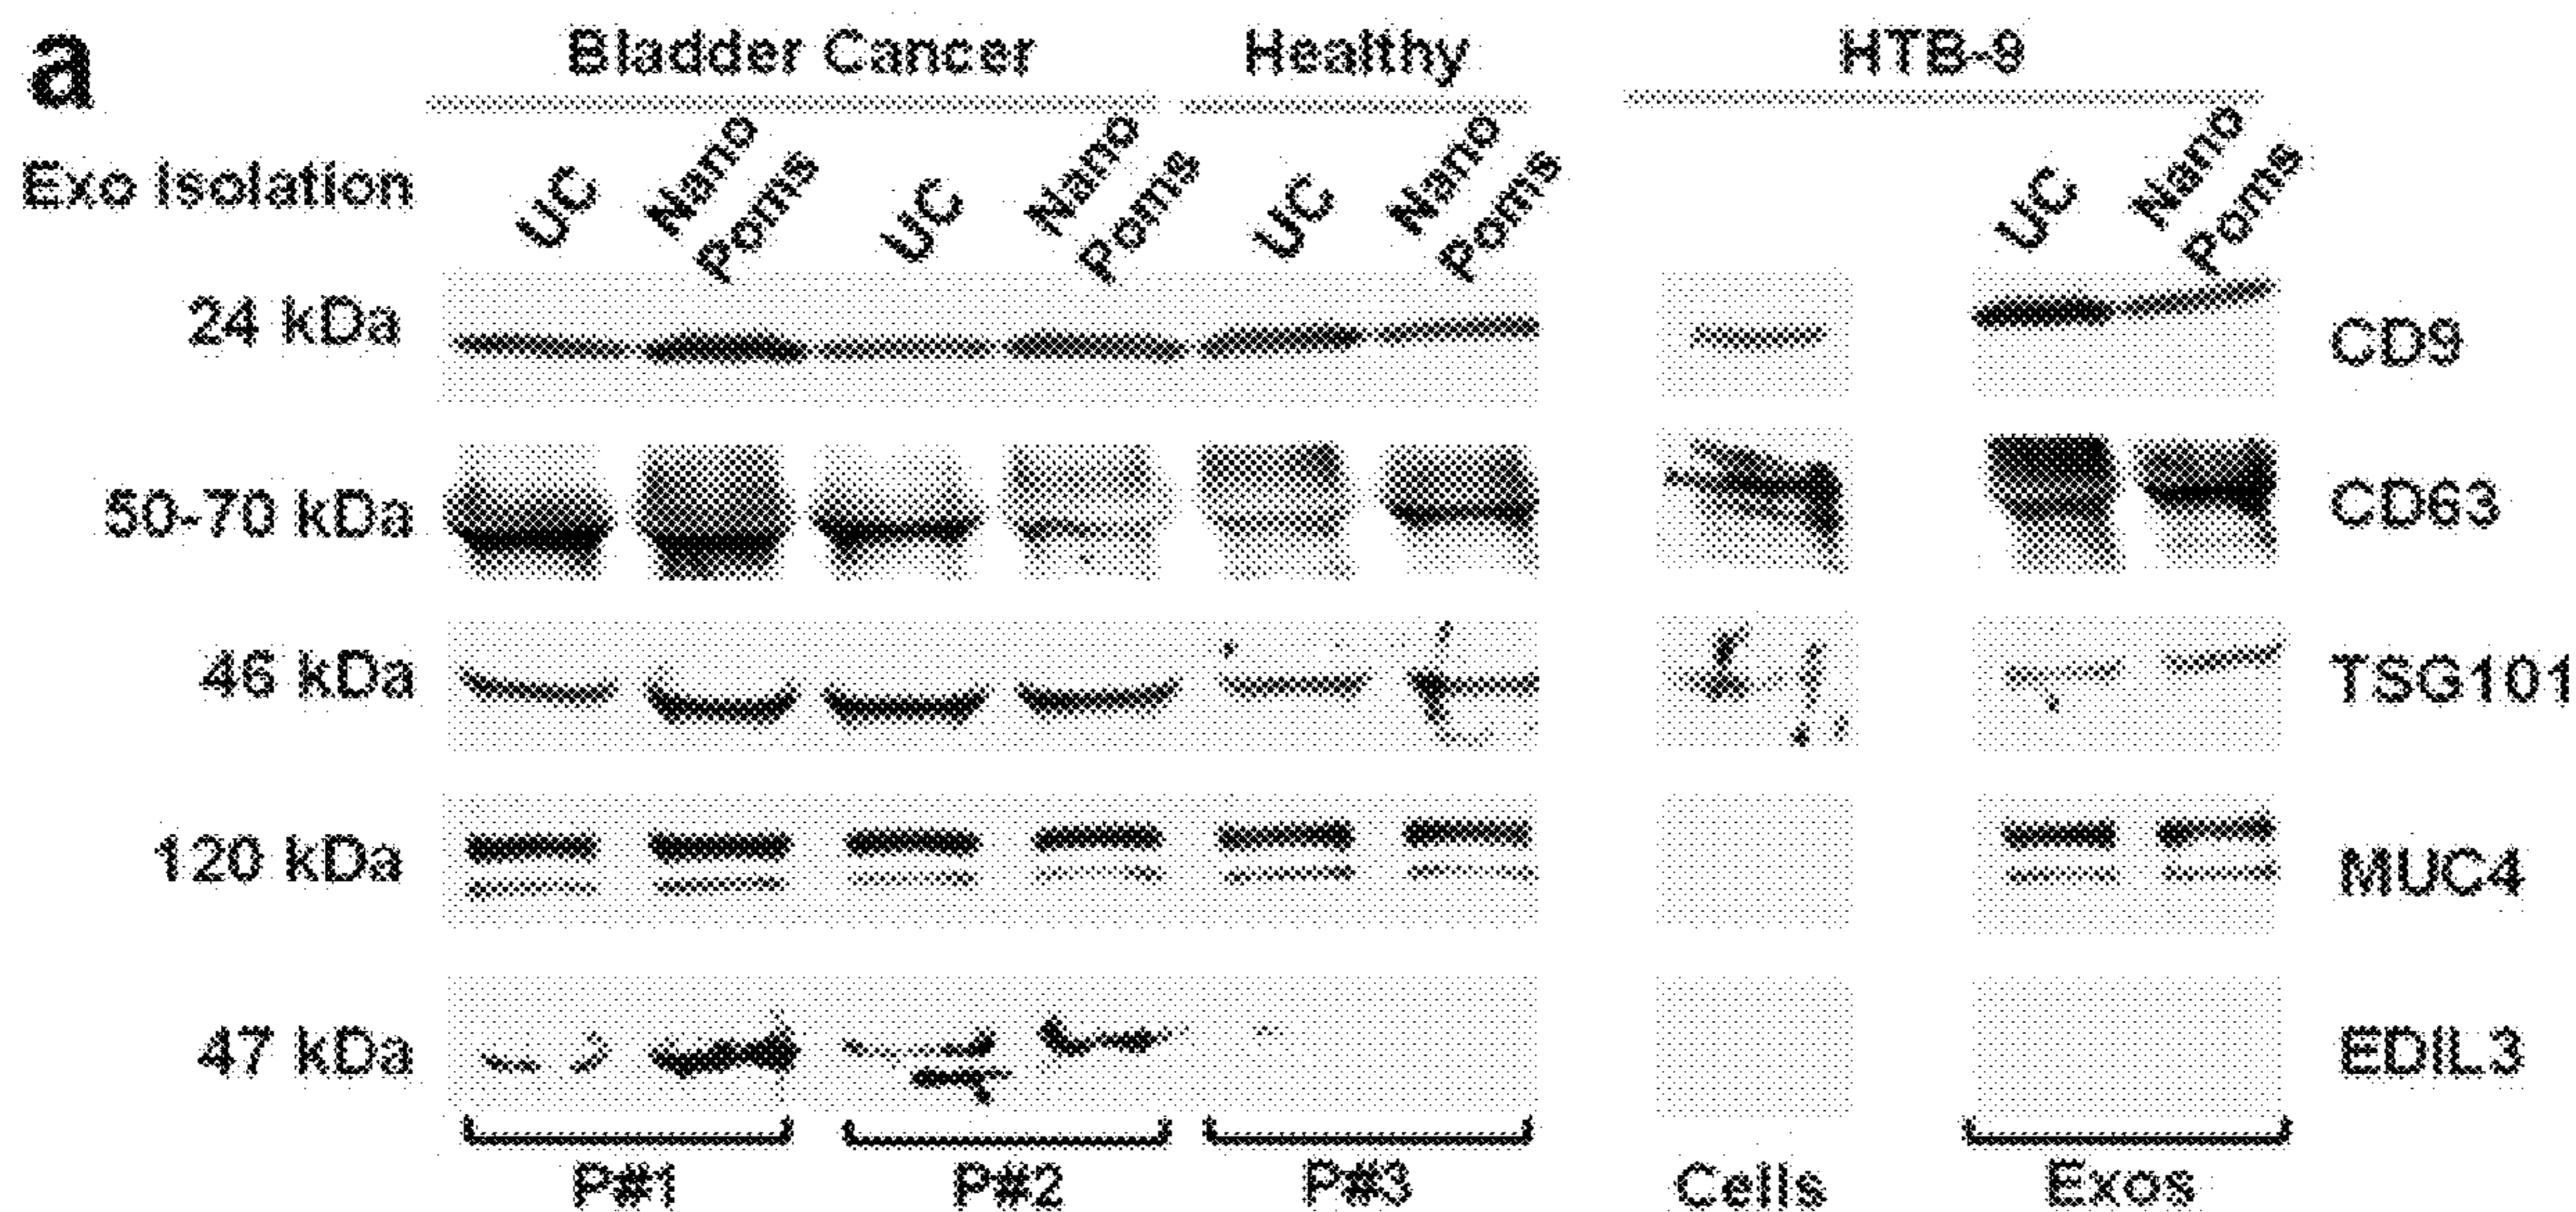 a
Bladder Cancer Healthy HTB-9
Exo isolation UC Nano Poms UC Nano Poms UC Nano Poms UC Nano Poms
24 kDa CD9
50-70 kDa CD63
46 kDa TSG101
120 kDa MUC4
47 kDa EDIL3
P#1 P#2 P#3 Cells Exos